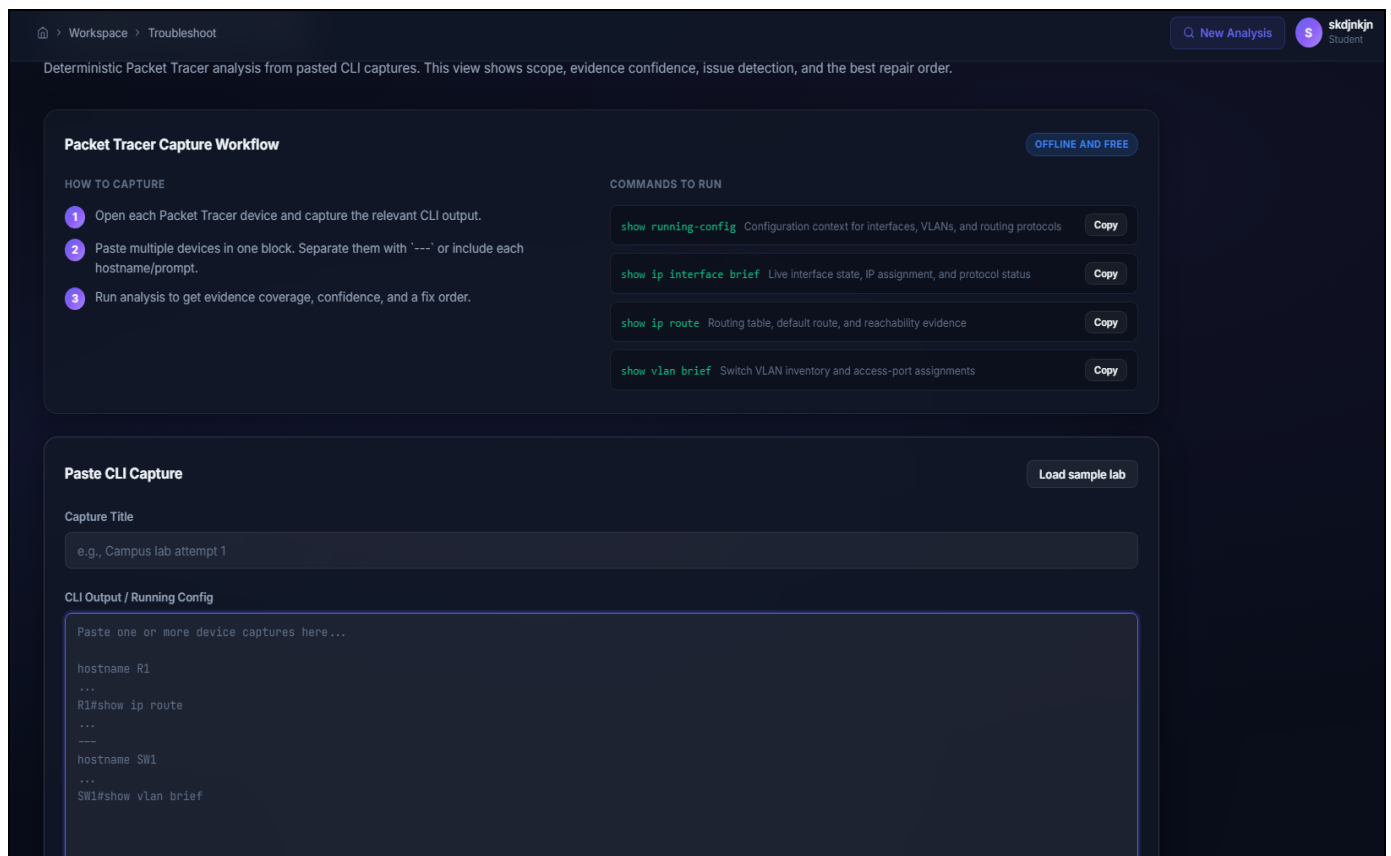 Workspace > Troubleshoot
New Analysis
S
skdjnkjn
Student
Deterministic Packet Tracer analysis from pasted CLI captures. This view shows scope, evidence confidence, issue detection, and the best repair order.
Packet Tracer Capture Workflow
OFFLINE AND FREE
HOW TO CAPTURE
1 Open each Packet Tracer device and capture the relevant CLI output.
2 Paste multiple devices in one block. Separate them with `---` or include each
hostname/prompt.
3 Run analysis to get evidence coverage, confidence, and a fix order.
COMMANDS TO RUN
show running-config Configuration context for interfaces, VLANs, and routing protocols Copy
show ip interface brief Live interface state, IP assignment, and protocol status Copy
show ip route Routing table, default route, and reachability evidence Copy
show vlan brief Switch VLAN inventory and access-port assignments Copy
Paste CLI Capture
Load sample lab
Capture Title
e.g., Campus lab attempt 1
CLI Output / Running Config
Paste one or more device captures here...
hostname R1
...
R1#show ip route
...
---
hostname SW1
...
SW1#show vlan brief